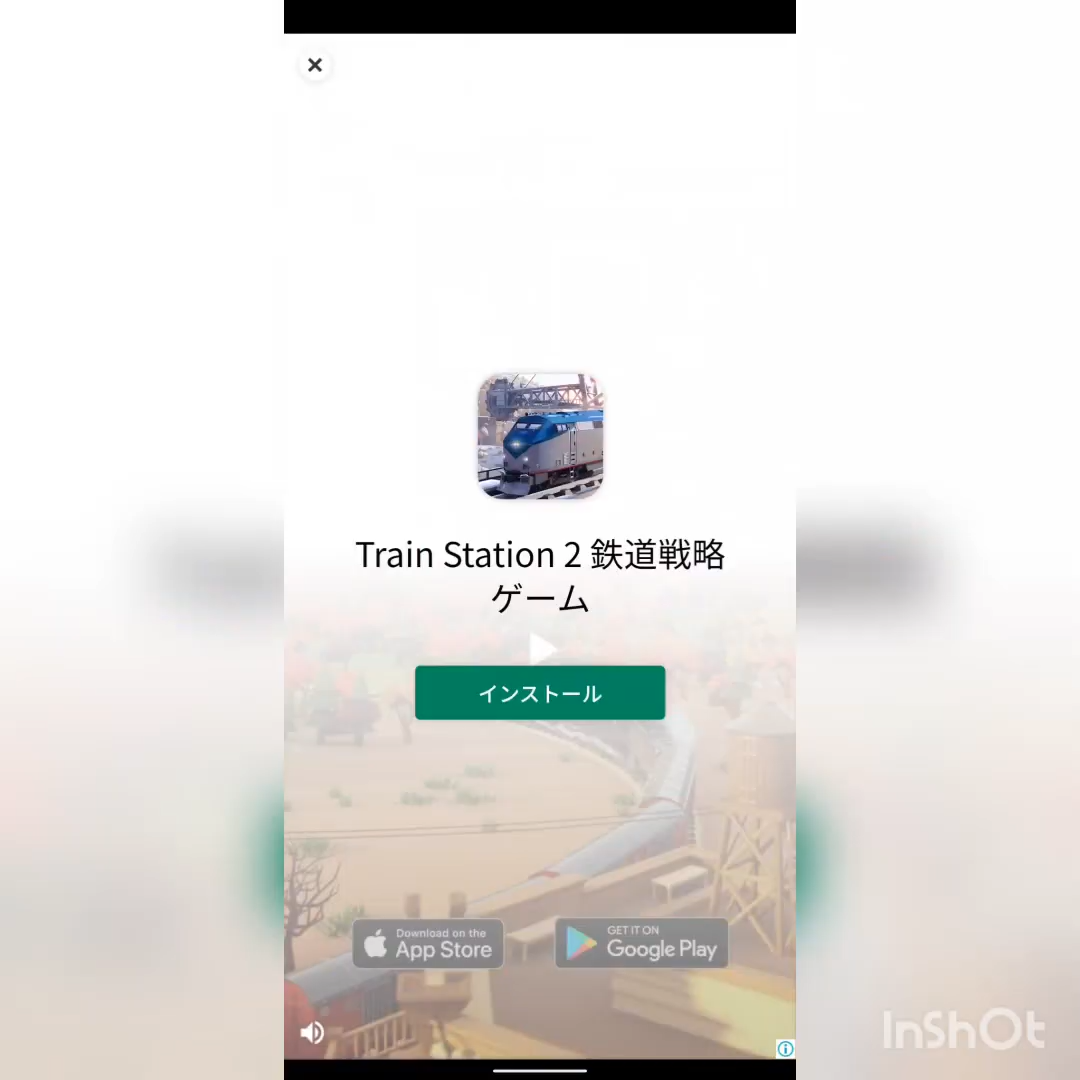 Train Station 2 鉄道戦略
ゲーム
インストール
Download on the
App Store
GET IT ON
Google Play
InShOt